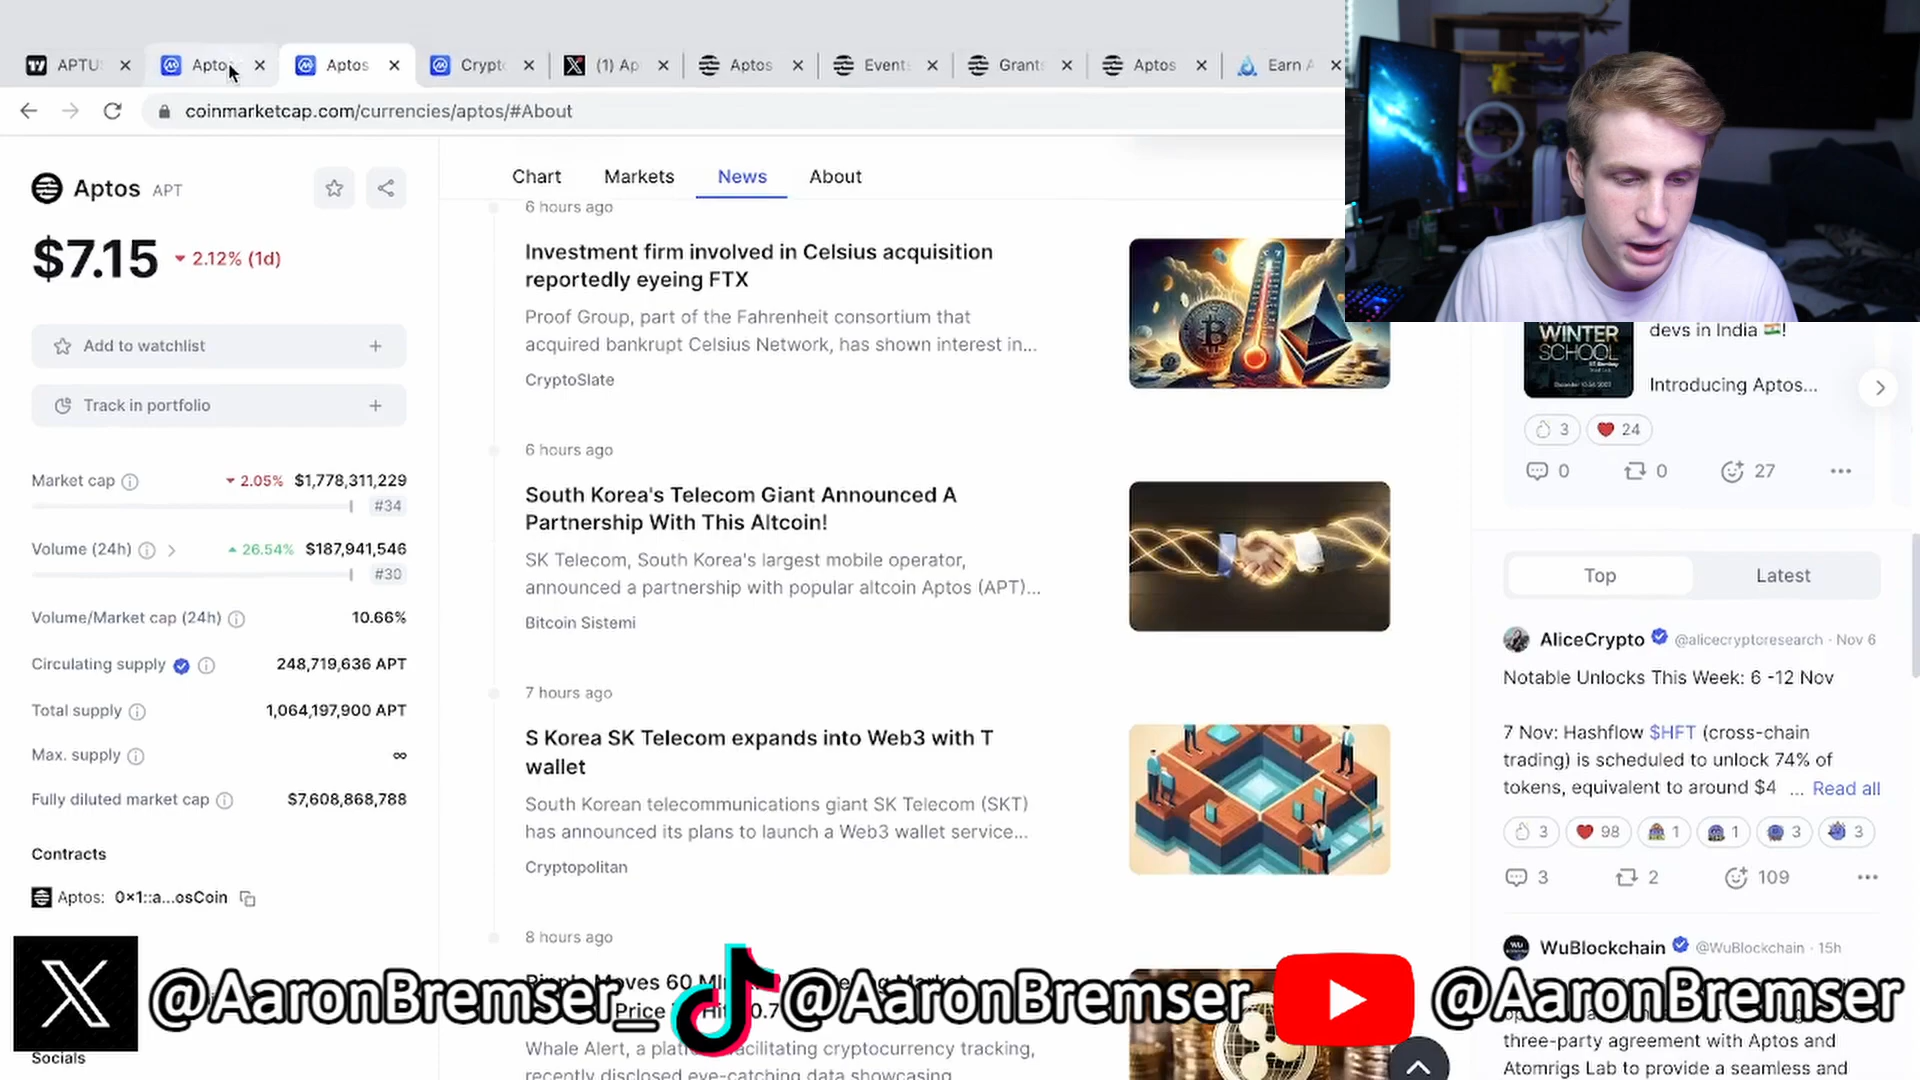 APTU
Apto
Aptos
Crypto
(1) Ap
Aptos
Event
Grant
Aptos
Earn
coinmarketcap.com/currencies/aptos/#About
Aptos APT
$7.15 2.12% (1d)
Add to watchlist +
Track in portfolio +
Market cap 2.05% $1,778,311,229
#34
Volume (24h) 26.54% $187,941,546
#30
Volume/Market cap (24h) 10.66%
Circulating supply 248,719,636 APT
Total supply 1,064,197,900 APT
Max. supply ∞
Fully diluted market cap $7,608,868,788
Contracts
Aptos: 0x1::a...osCoin
Socials
Chart Markets News About
6 hours ago
Investment firm involved in Celsius acquisition
reportedly eyeing FTX
Proof Group, part of the Fahrenheit consortium that
acquired bankrupt Celsius Network, has shown interest in...
CryptoSlate
6 hours ago
South Korea's Telecom Giant Announced A
Partnership With This Altcoin!
SK Telecom, South Korea's largest mobile operator,
announced a partnership with popular altcoin Aptos (APT)...
Bitcoin Sistemi
7 hours ago
S Korea SK Telecom expands into Web3 with T
wallet
South Korean telecommunications giant SK Telecom (SKT)
has announced its plans to launch a Web3 wallet service...
Cryptopolitan
8 hours ago
Ripple Moves 60 Market
Price
Whale Alert, a facilitating cryptocurrency tracking,
recently disclosed eye-catching data showcasing
WINTER
SCHOOL
devs in India 🇮🇳!
Introducing Aptos...
3 24
0 0 27
Top Latest
AliceCrypto @alicecryptoresearch · Nov 6
Notable Unlocks This Week: 6 -12 Nov
7 Nov: Hashflow $HFT (cross-chain
trading) is scheduled to unlock 74% of
tokens, equivalent to around $4 ... Read all
3 98 1 1 3 3
3 2 109
WuBlockchain @WuBlockchain · 15h
three-party agreement with Aptos and
Atomrigs Lab to provide a seamless and
@AaronBremser_
@AaronBremser
@AaronBremser